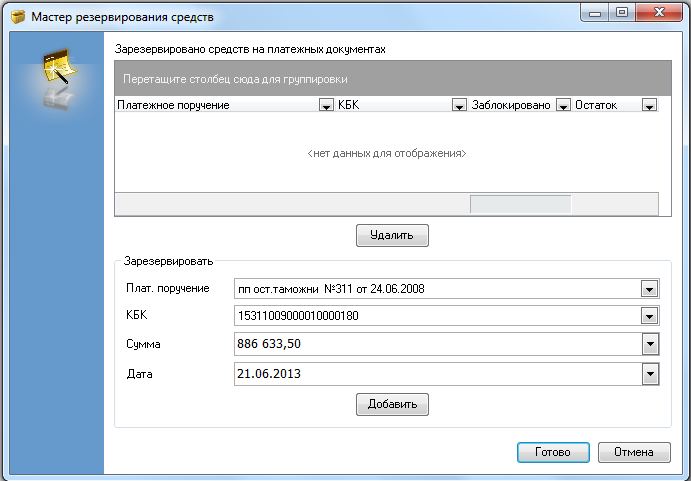 Мастер резервирования средств
Зарезервировано средств на платежных документах
Перетащите столбец сюда для группировки
Платежное поручение КБК Заблокировано Остаток
<нет данных для отображения>
Удалить
Зарезервировать
Плат. поручение пп ост.таможни №311 от 24.06.2008
КБК 15311009000010000180
Сумма 886 633,50
Дата 21.06.2013
Добавить
Готово Отмена